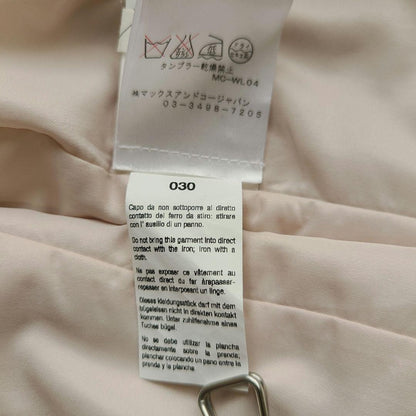 タンブラー乾燥禁止
MC-WL04
㈱マックスアンドコージャパン
03-3498-7205
030
Capo da non sottoporre al diretto
contatto del ferro da stiro: stirare
con l' ausilio di un panno.
Do not bring this garment into direct
contact with the iron; iron with a
cloth.
Ne pas exposer ce vêtement au
contact direct du fer àrepasser-
repasser en interposant un linge.
Dieses kleidungsstück darf mit dem
bügeleisen nicht in direkten kontakt
kommen. Unter zuhilfenahme eines
Tuches bügel.
No se debe utilizar la plancha
directamente sobre la prenda;
planchar colocando un pano entre la
plancha y la prenda.